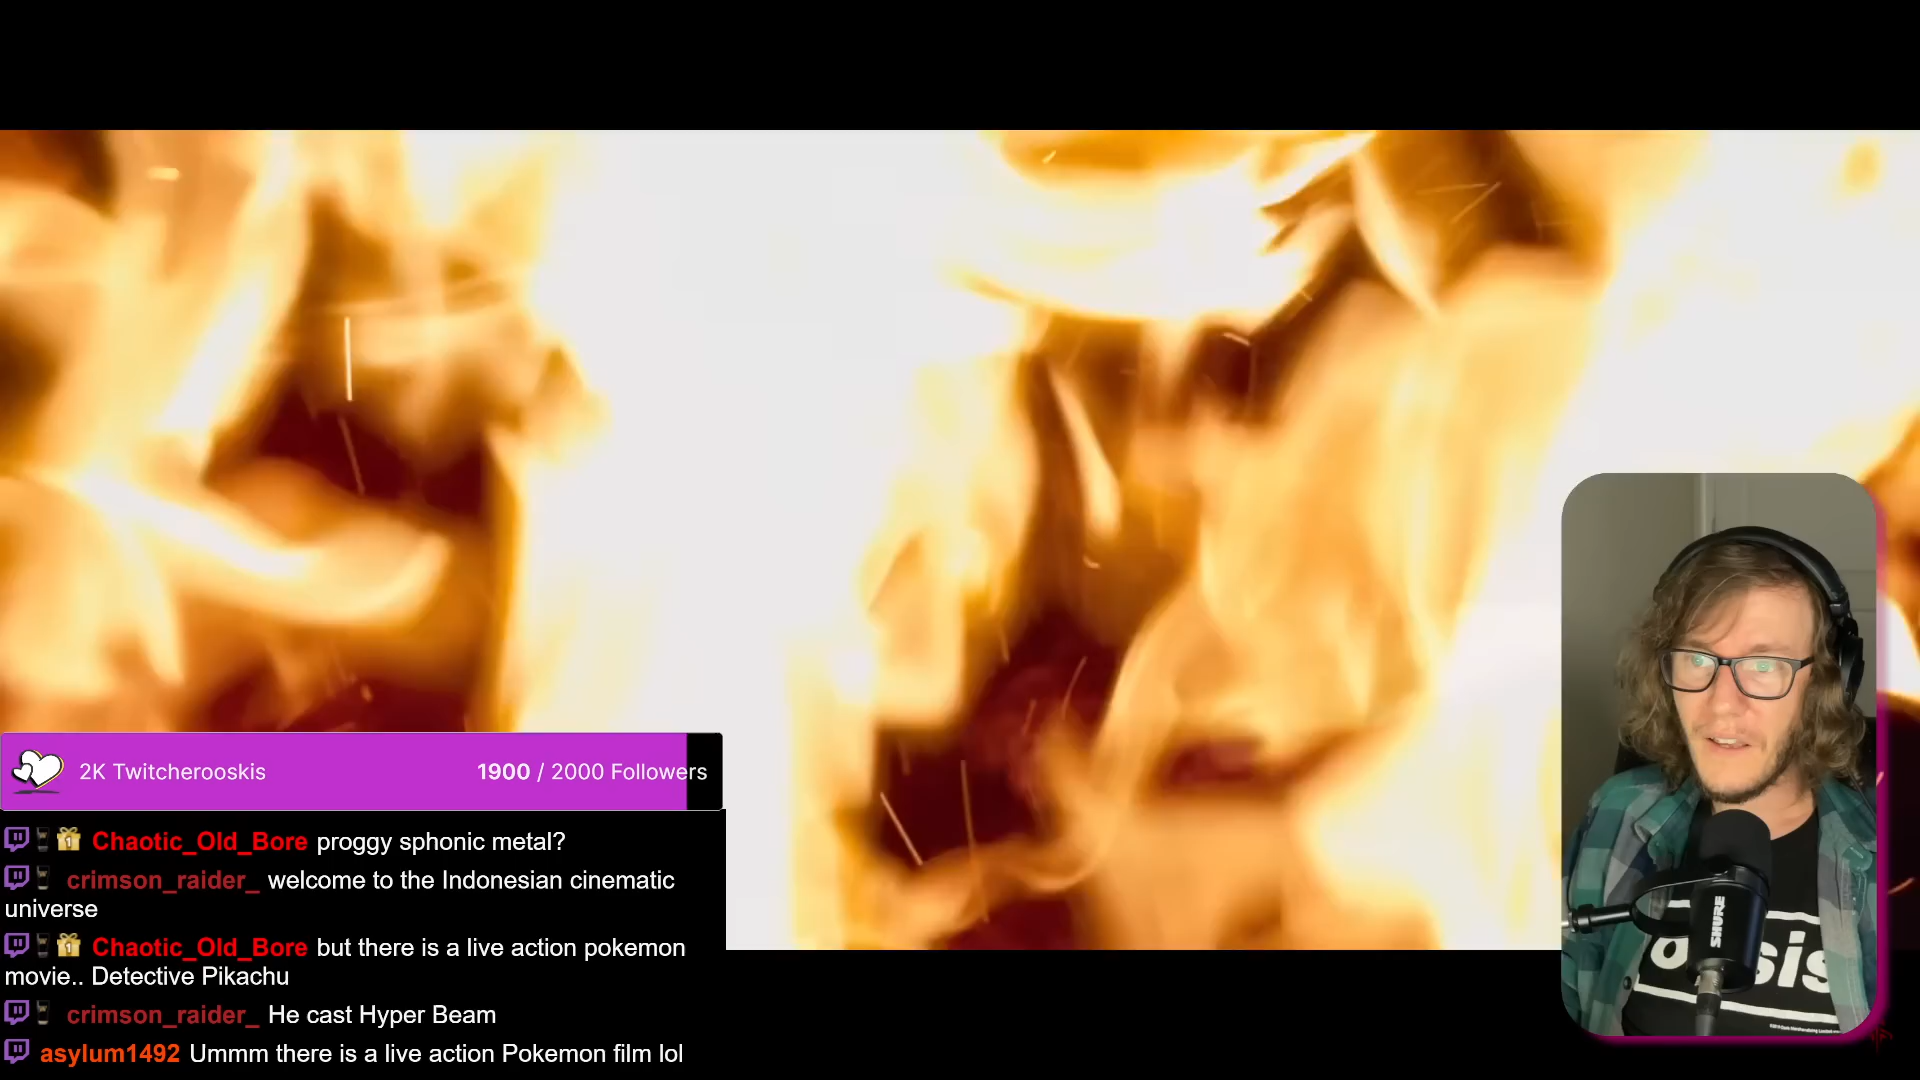 2K Twitcherooskis 1900 / 2000 Followers
Chaotic_Old_Bore proggy sphonic metal?
crimson_raider_ welcome to the Indonesian cinematic
universe
Chaotic_Old_Bore but there is a live action pokemon
movie.. Detective Pikachu
crimson_raider_ He cast Hyper Beam
asylum1492 Ummm there is a live action Pokemon film lol
SHURE